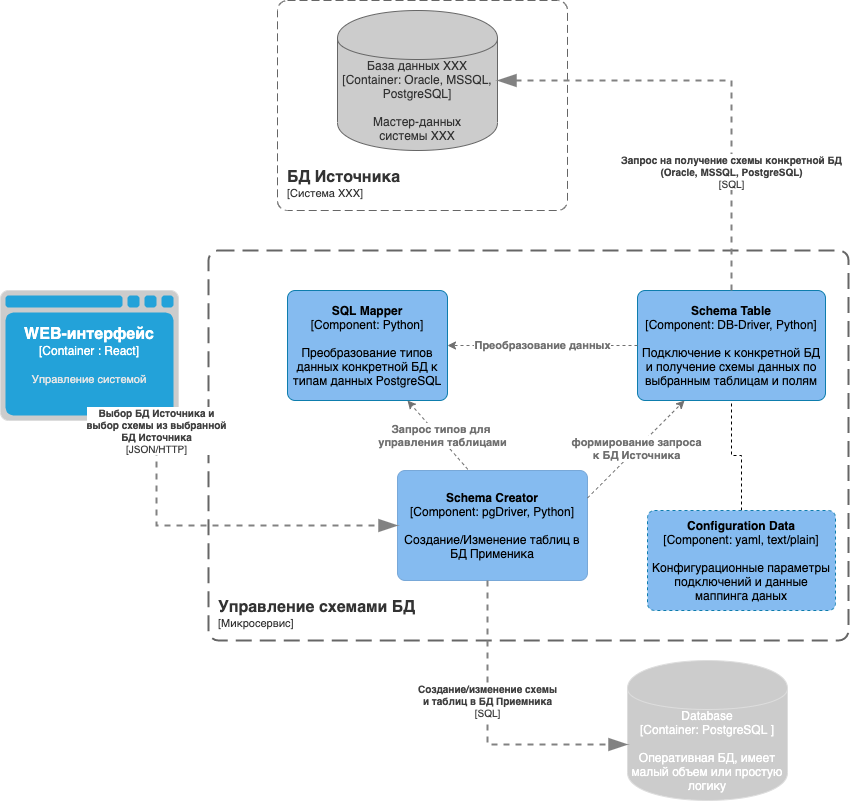 База данных XXX
[Container: Oracle, MSSQL,
PostgreSQL]
Мастер-данных
системы XXX
БД Источника
[Система XXX]
Запрос на получение схемы конкретной БД
(Oracle, MSSQL, PostgreSQL)
[SQL]
WEB-интерфейс
[Container : React]
Управление системой
SQL Mapper
[Component: Python]
Преобразование типов
данных конкретной БД к
типам данных PostgreSQL
Преобразование данных
Schema Table
[Component: DB-Driver, Python]
Подключение к конкретной БД
и получение схемы данных по
выбранным таблицам и полям
Выбор БД Источника и
выбор схемы из выбранной
БД Источника
[JSON/HTTP]
Запрос типов для
управления таблицами
формирование запроса
к БД Источника
Schema Creator
[Component: pgDriver, Python]
Создание/Изменение таблиц в
БД Применика
Configuration Data
[Component: yaml, text/plain]
Конфигурационные параметры
подключений и данные
маппинга даных
Управление схемами БД
[Микросервис]
Создание/изменение схемы
и таблиц в БД Приемника
[SQL]
Database
[Container: PostgreSQL ]
Оперативная БД, имеет
малый объем или простую
логику